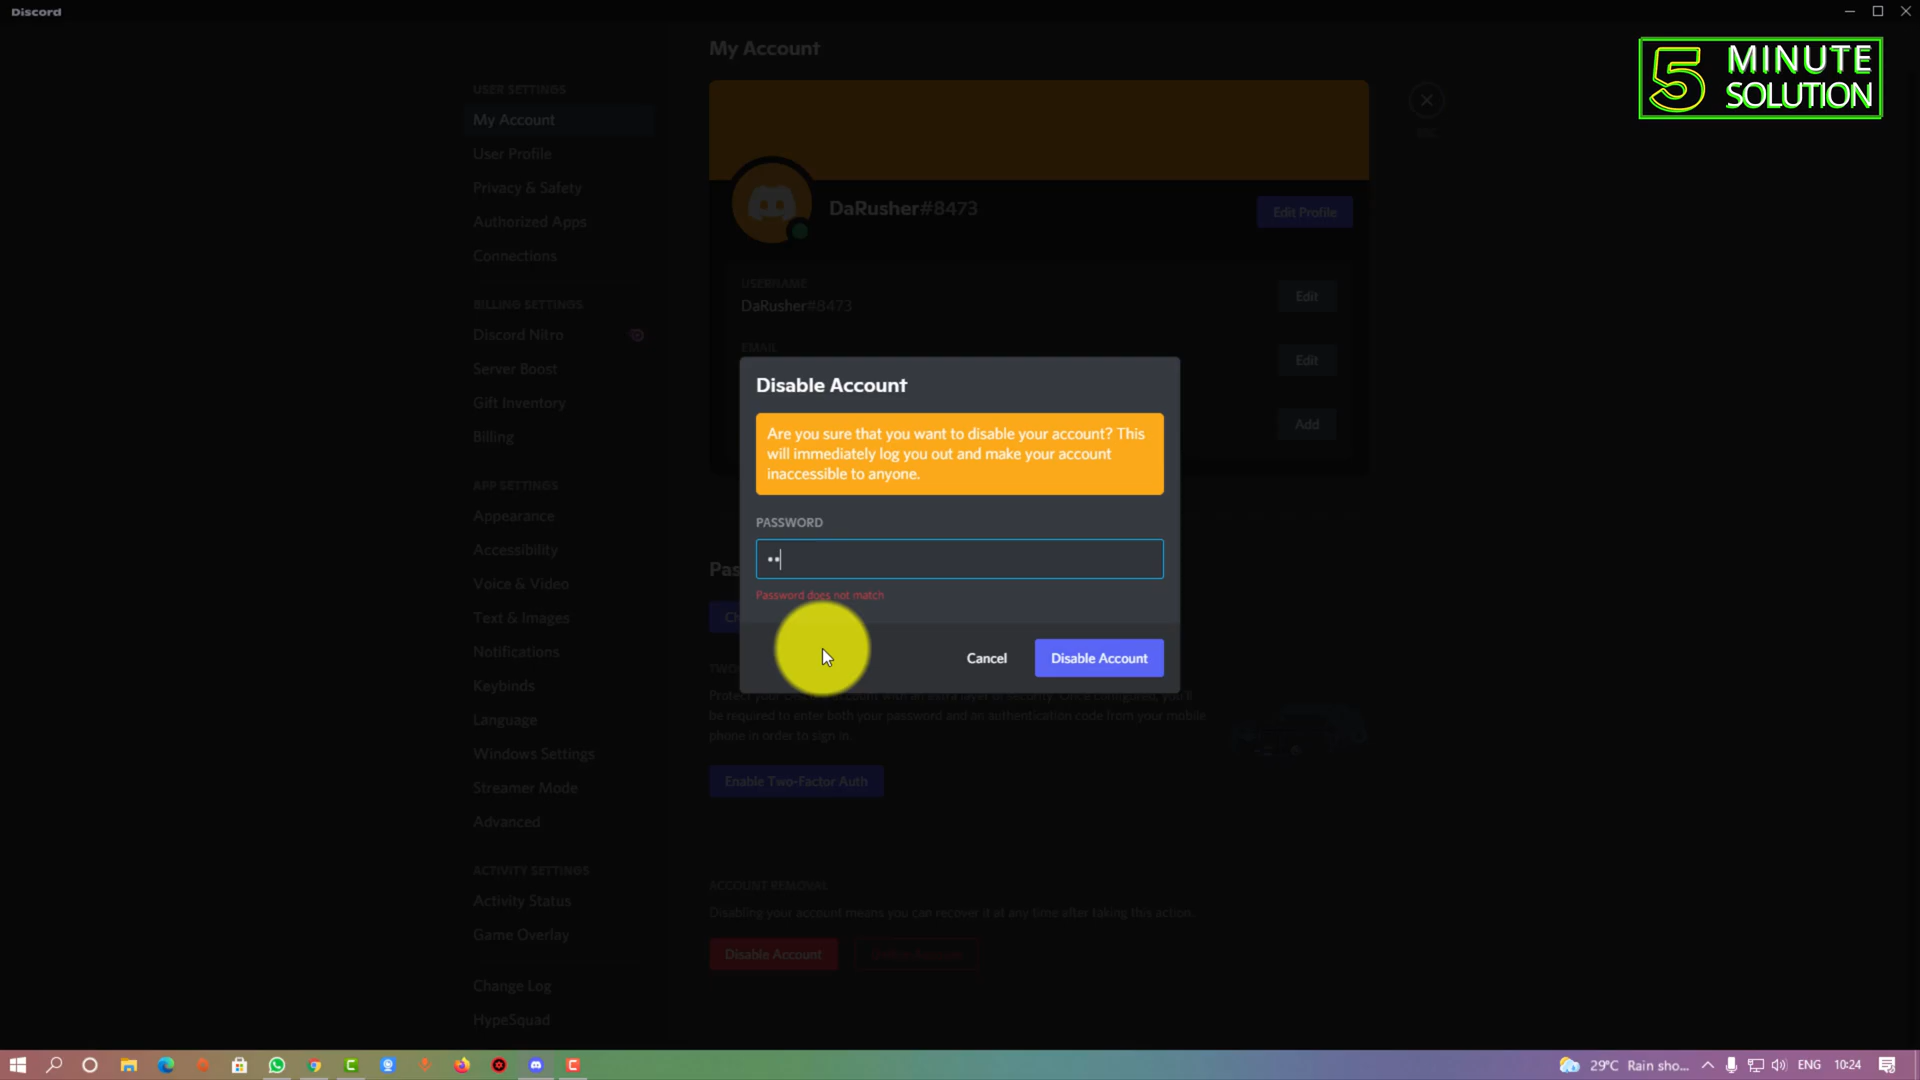 Discord
My Account
5 MINUTE
SOLUTION
USER SETTINGS
My Account
User Profile
Privacy & Safety
Authorized Apps
Connections
BILLING SETTINGS
Discord Nitro
Server Boost
Gift Inventory
Billing
APP SETTINGS
Appearance
Accessibility
Voice & Video
Text & Images
Notifications
Keybinds
Language
Windows Settings
Streamer Mode
Advanced
ACTIVITY SETTINGS
Activity Status
Game Overlay
Change Log
HypeSquad
DaRusher#8473
Edit Profile
USERNAME
DaRusher#8473
Edit
EMAIL
Edit
Add
Disable Account
Are you sure that you want to disable your account? This
will immediately log you out and make your account
inaccessible to anyone.
PASSWORD
Password does not match
Cancel
Disable Account
be required to enter both your password and an authentication code from your mobile
phone in order to sign in.
Enable Two-Factor Auth
ACCOUNT REMOVAL
Disabling your account means you can recover it at any time after taking this action.
Disable Account
29°C Rain sho...
ENG
10:24